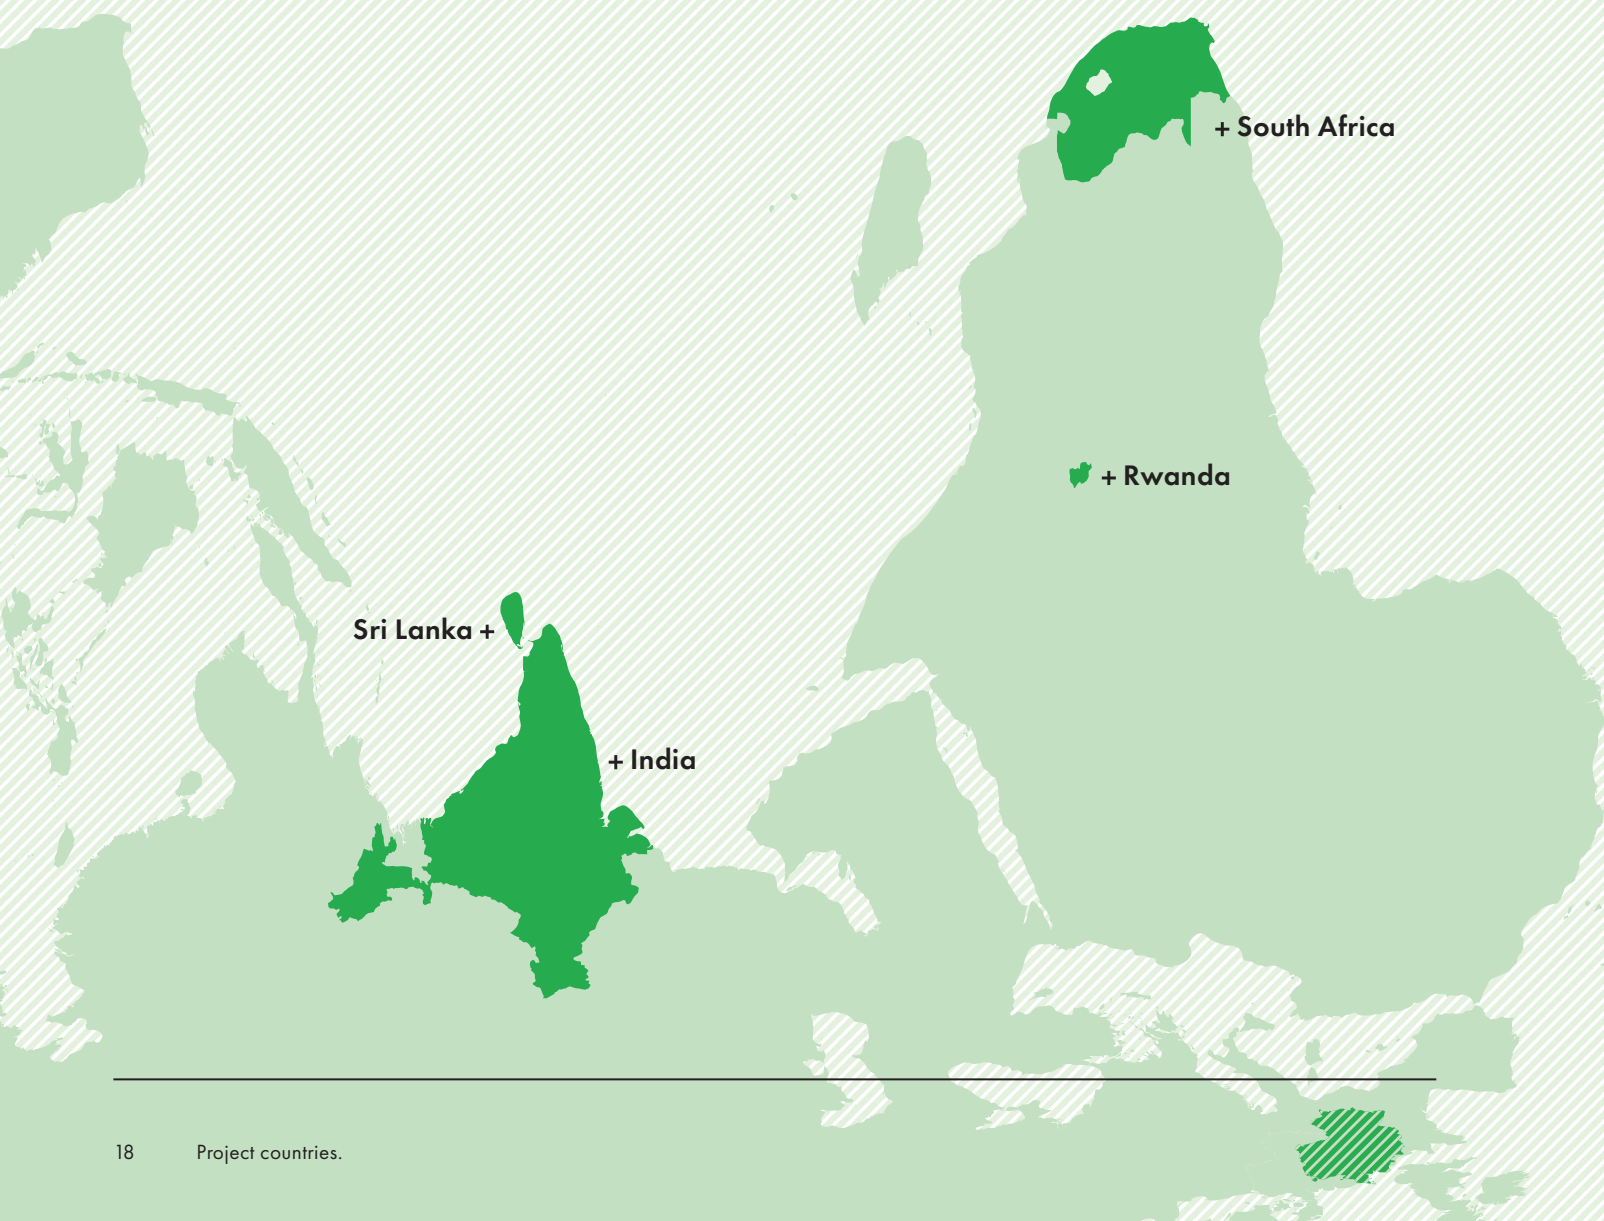 + South Africa
+ Rwanda
Sri Lanka +
+ India
18 Project countries.